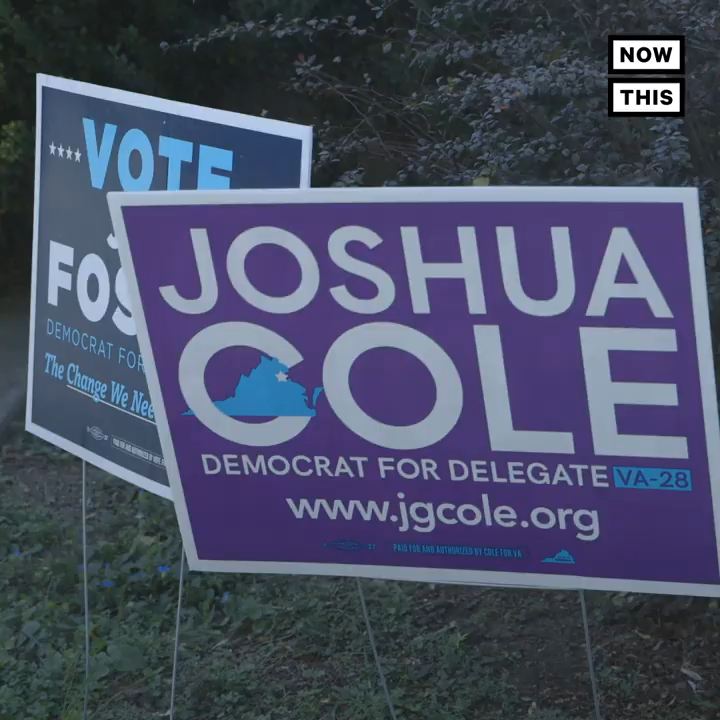 NOW
THIS
VOTE
FOS
DEMOCRAT FOR
The Change We Nee
JOSHUA
COLE
DEMOCRAT FOR DELEGATE VA-28
www.jgcole.org
PAID FOR AND AUTHORIZED BY COLE FOR VA